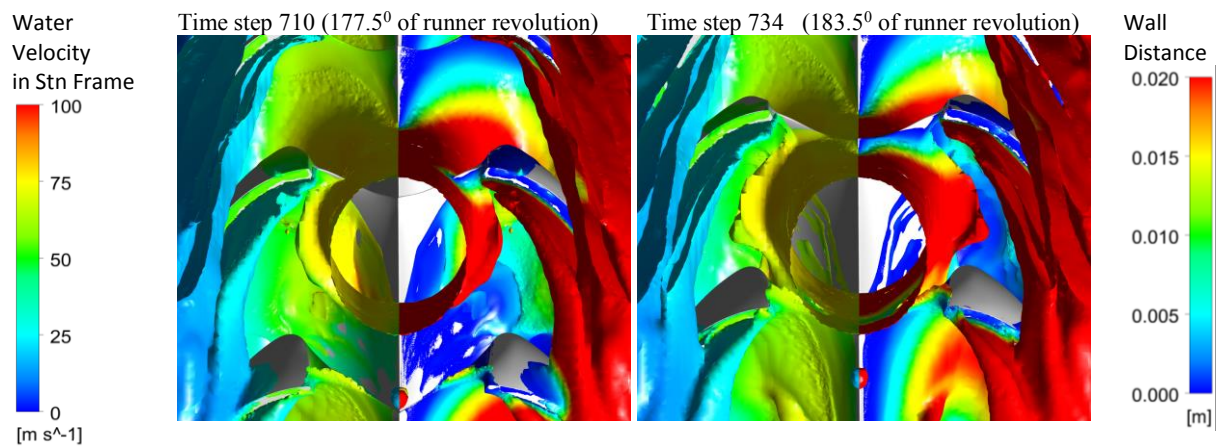 Water
Velocity
in Stn Frame
100
75
50
25
0
[m s^-1]
Time step 710 (177.5⁰ of runner revolution)
Time step 734 (183.5⁰ of runner revolution)
Wall
Distance
0.020
0.015
0.010
0.005
0.000
[m]